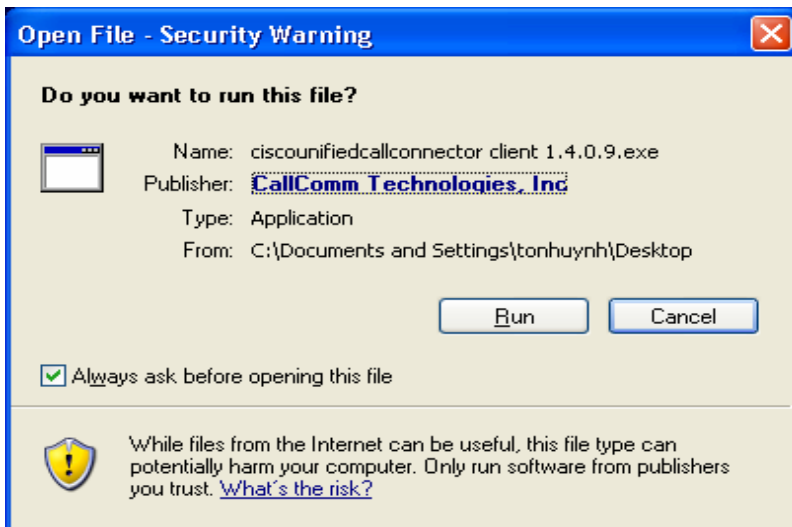 Open File - Security Warning
Do you want to run this file?
Name: ciscounifiedcallconnector client 1.4.0.9.exe
Publisher: CallComm Technologies, Inc
Type: Application
From: C:\Documents and Settings\tonhuynh\Desktop
Run Cancel
Always ask before opening this file
While files from the Internet can be useful, this file type can
potentially harm your computer. Only run software from publishers
you trust. What's the risk?